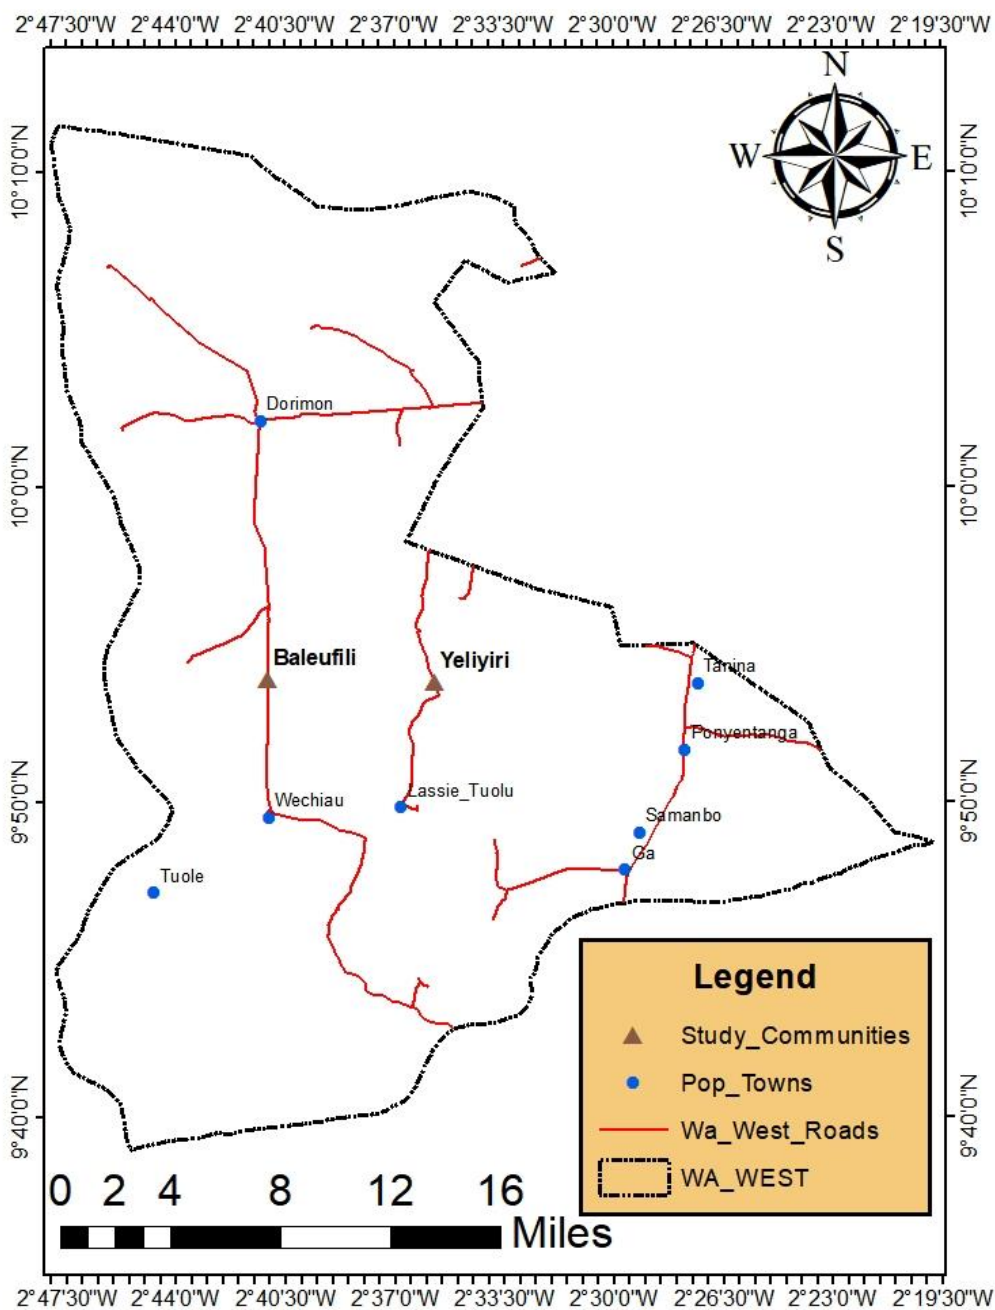 2°47'30"W 2°44'0"W 2°40'30"W 2°37'0"W 2°33'30"W 2°30'0"W 2°26'30"W 2°23'0"W 2°19'30"W
N
W E
S
10°10'0"N 10°10'0"N
Dorimon
10°0'0"N 10°0'0"N
Baleufili Yeliyiri
Tanina
Ponyentanga
9°50'0"N 9°50'0"N
Wechiau Lassie_Tuolu
Samanbo
Ga
Tuole
Legend
Study_Communities
Pop_Towns
Wa_West_Roads
WA_WEST
9°40'0"N 9°40'0"N
0 2 4 8 12 16
Miles
2°47'30"W 2°44'0"W 2°40'30"W 2°37'0"W 2°33'30"W 2°30'0"W 2°26'30"W 2°23'0"W 2°19'30"W